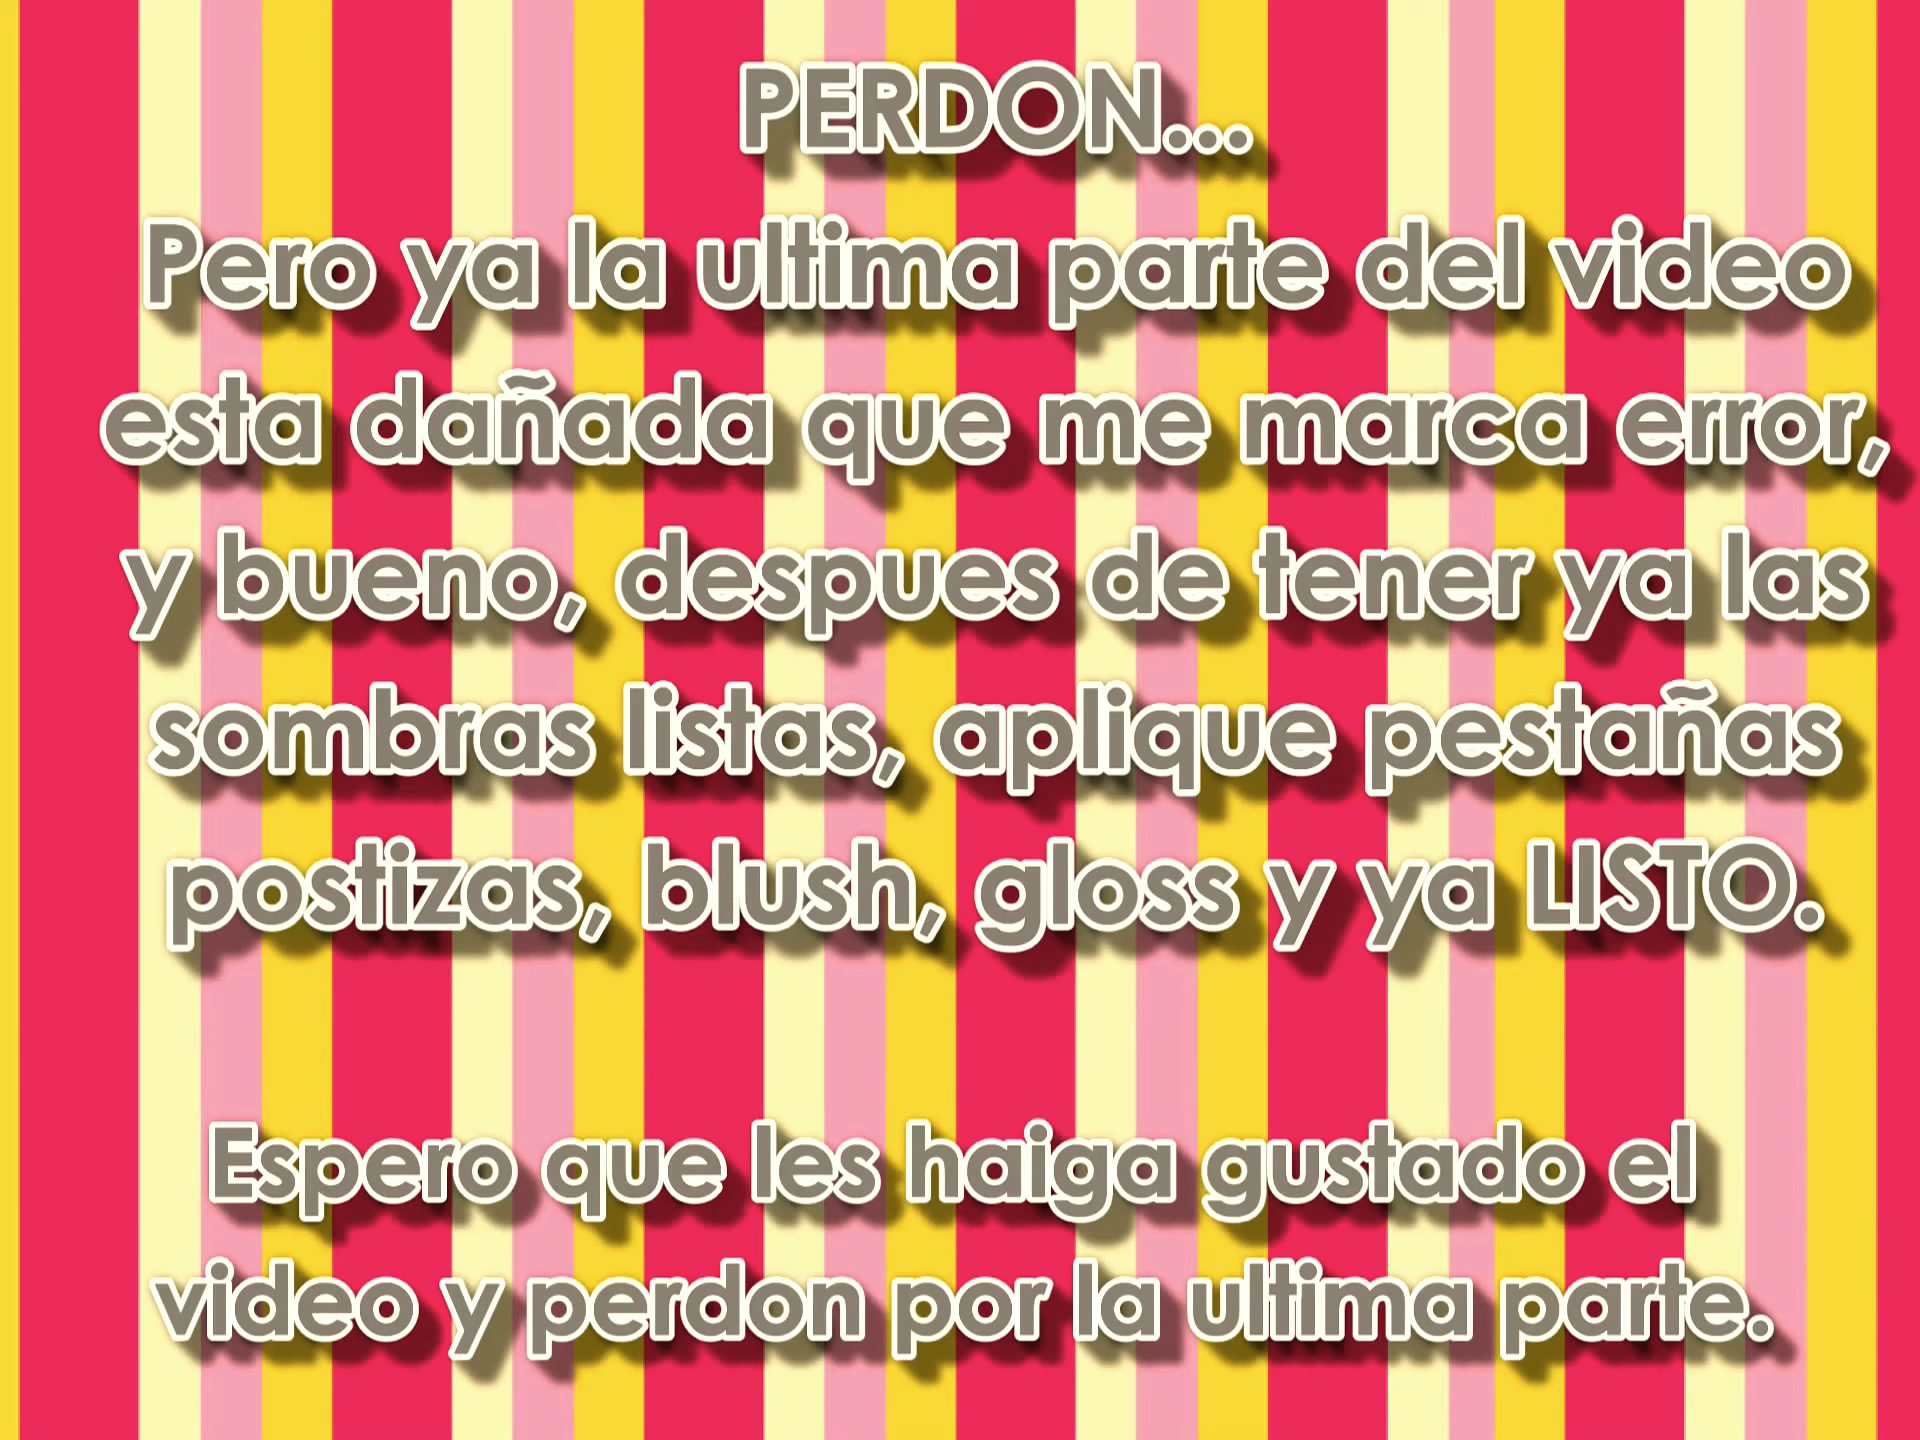 PERDON...
Pero ya la ultima parte del video
esta dañada que me marca error,
y bueno, despues de tener ya las
sombras listas, aplique pestañas
postizas, blush, gloss y ya LISTO.
Espero que les haiga gustado el
video y perdon por la ultima parte.